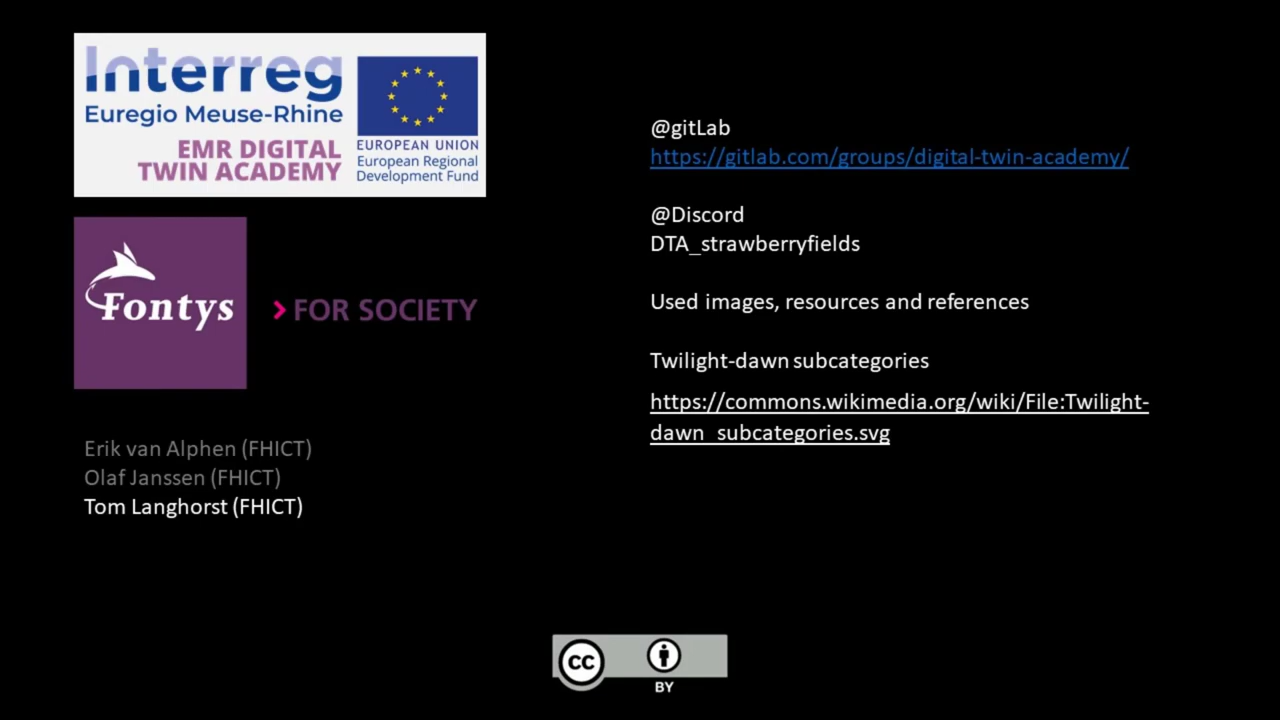 Interreg
Euregio Meuse-Rhine
EMR DIGITAL
TWIN ACADEMY
EUROPEAN UNION
European Regional
Development Fund
Fontys
FOR SOCIETY
Erik van Alphen (FHICT)
Olaf Janssen (FHICT)
Tom Langhorst (FHICT)
@gitLab
https://gitlab.com/groups/digital-twin-academy/
@Discord
DTA_strawberryfields
Used images, resources and references
Twilight-dawn subcategories
https://commons.wikimedia.org/wiki/File:Twilight-
dawn_subcategories.svg
CC
BY